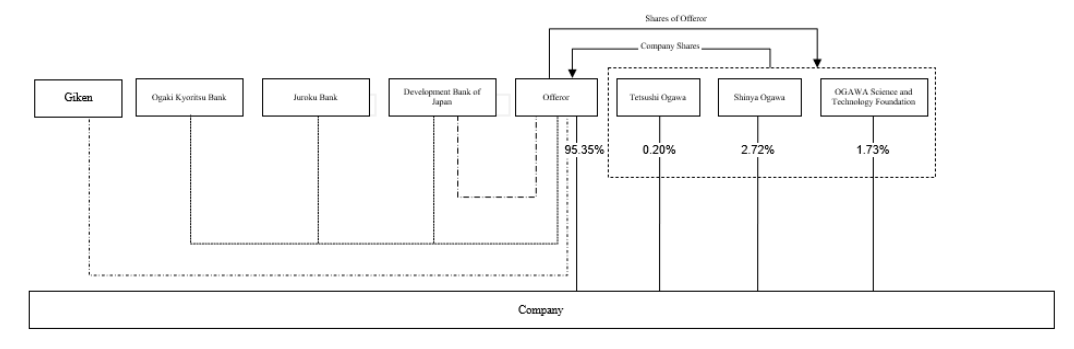 Shares of Offeror
Company Shares
Giken
Ogaki Kyoritsu Bank
Juroku Bank
Development Bank of
Japan
Offeror
Tetsushi Ogawa
Shinya Ogawa
OGAWA Science and
Technology Foundation
95.35%
0.20%
2.72%
1.73%
Company